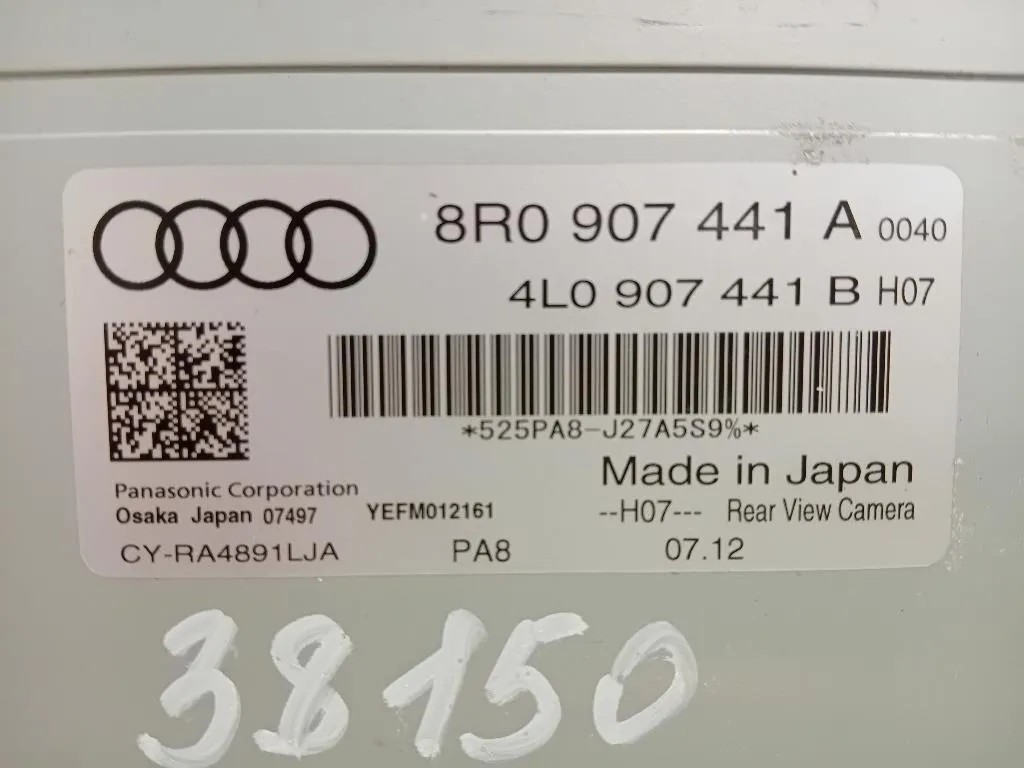 8R0 907 441 A 0040
4L0 907 441 B H07
*525PA8-J27A5S9%*
Made in Japan
Panasonic Corporation
Osaka Japan 07497 YEFM012161 --H07--- Rear View Camera
CY-RA4891LJA PA8 07.12
38150